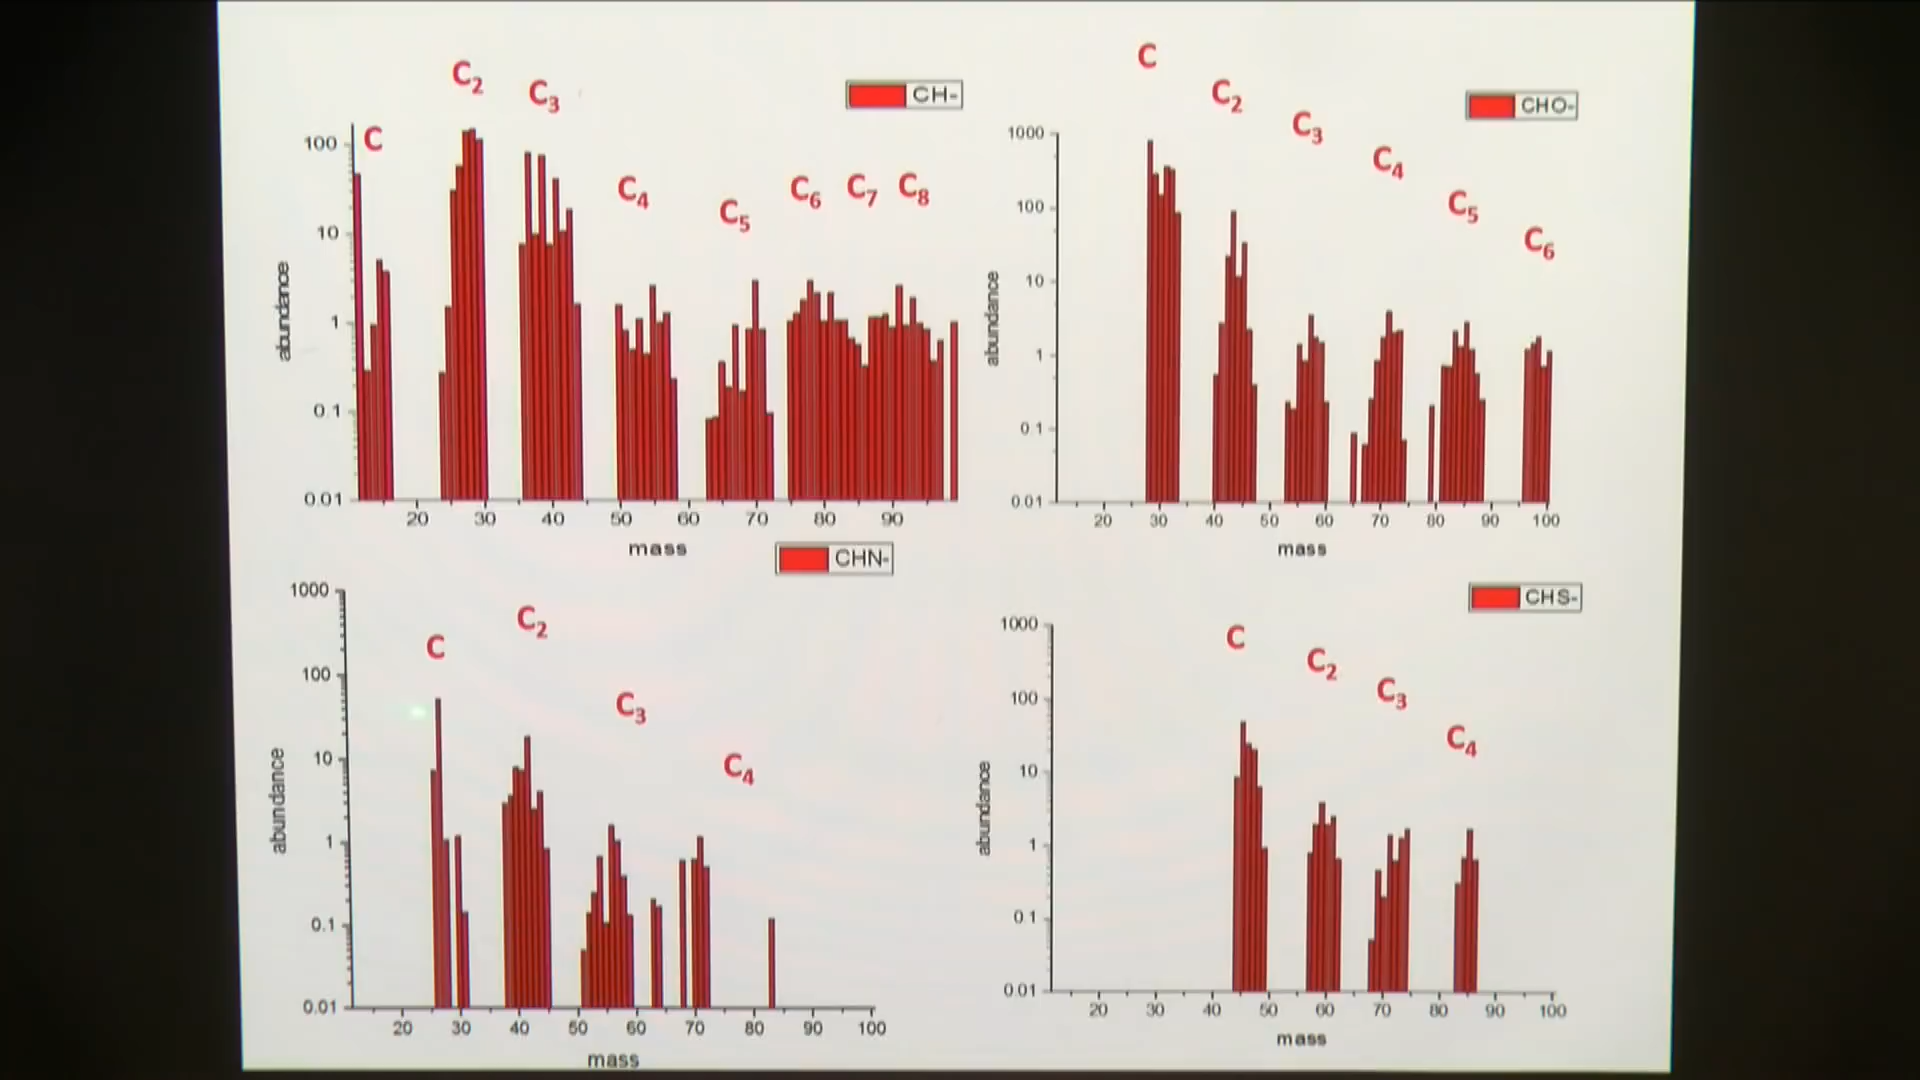 C C₂ C₃ C₄ C₅ C₆ C₇ C₈
CH-
100
10
1
0.1
0.01
abundance
20 30 40 50 60 70 80 90
mass
C C₂ C₃ C₄ C₅ C₆
CHO-
1000
100
10
1
0.1
0.01
abundance
20 30 40 50 60 70 80 90 100
mass
CHN-
C C₂ C₃ C₄
1000
100
10
1
0.1
0.01
abundance
20 30 40 50 60 70 80 90 100
mass
CHS-
C C₂ C₃ C₄
1000
100
10
1
0.1
0.01
abundance
20 30 40 50 60 70 80 90 100
mass